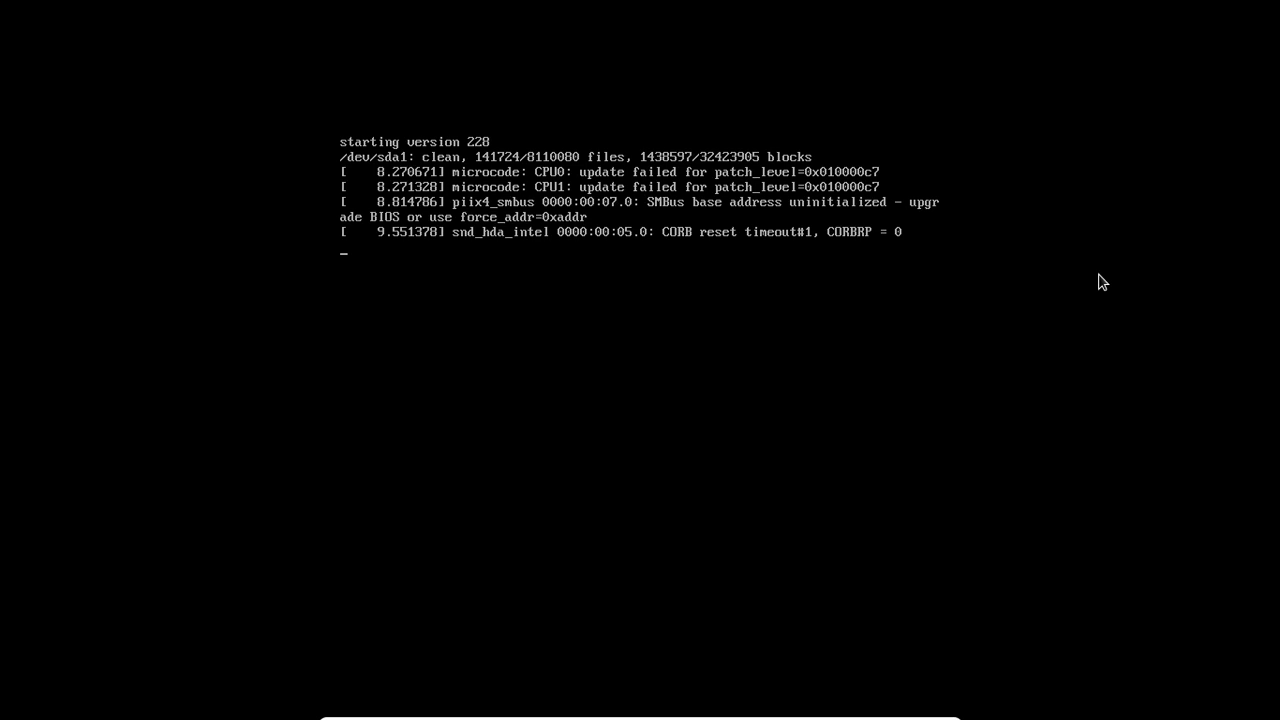 starting version 228
/dev/sda1: clean, 141724/8110080 files, 1438597/32423905 blocks
[    8.270671] microcode: CPU0: update failed for patch_level=0x010000c7
[    8.271328] microcode: CPU1: update failed for patch_level=0x010000c7
[    8.814786] piix4_smbus 0000:00:07.0: SMBus base address uninitialized - upgr
ade BIOS or use force_addr=0xaddr
[    9.551378] snd_hda_intel 0000:00:05.0: CORB reset timeout#1, CORBRP = 0
_